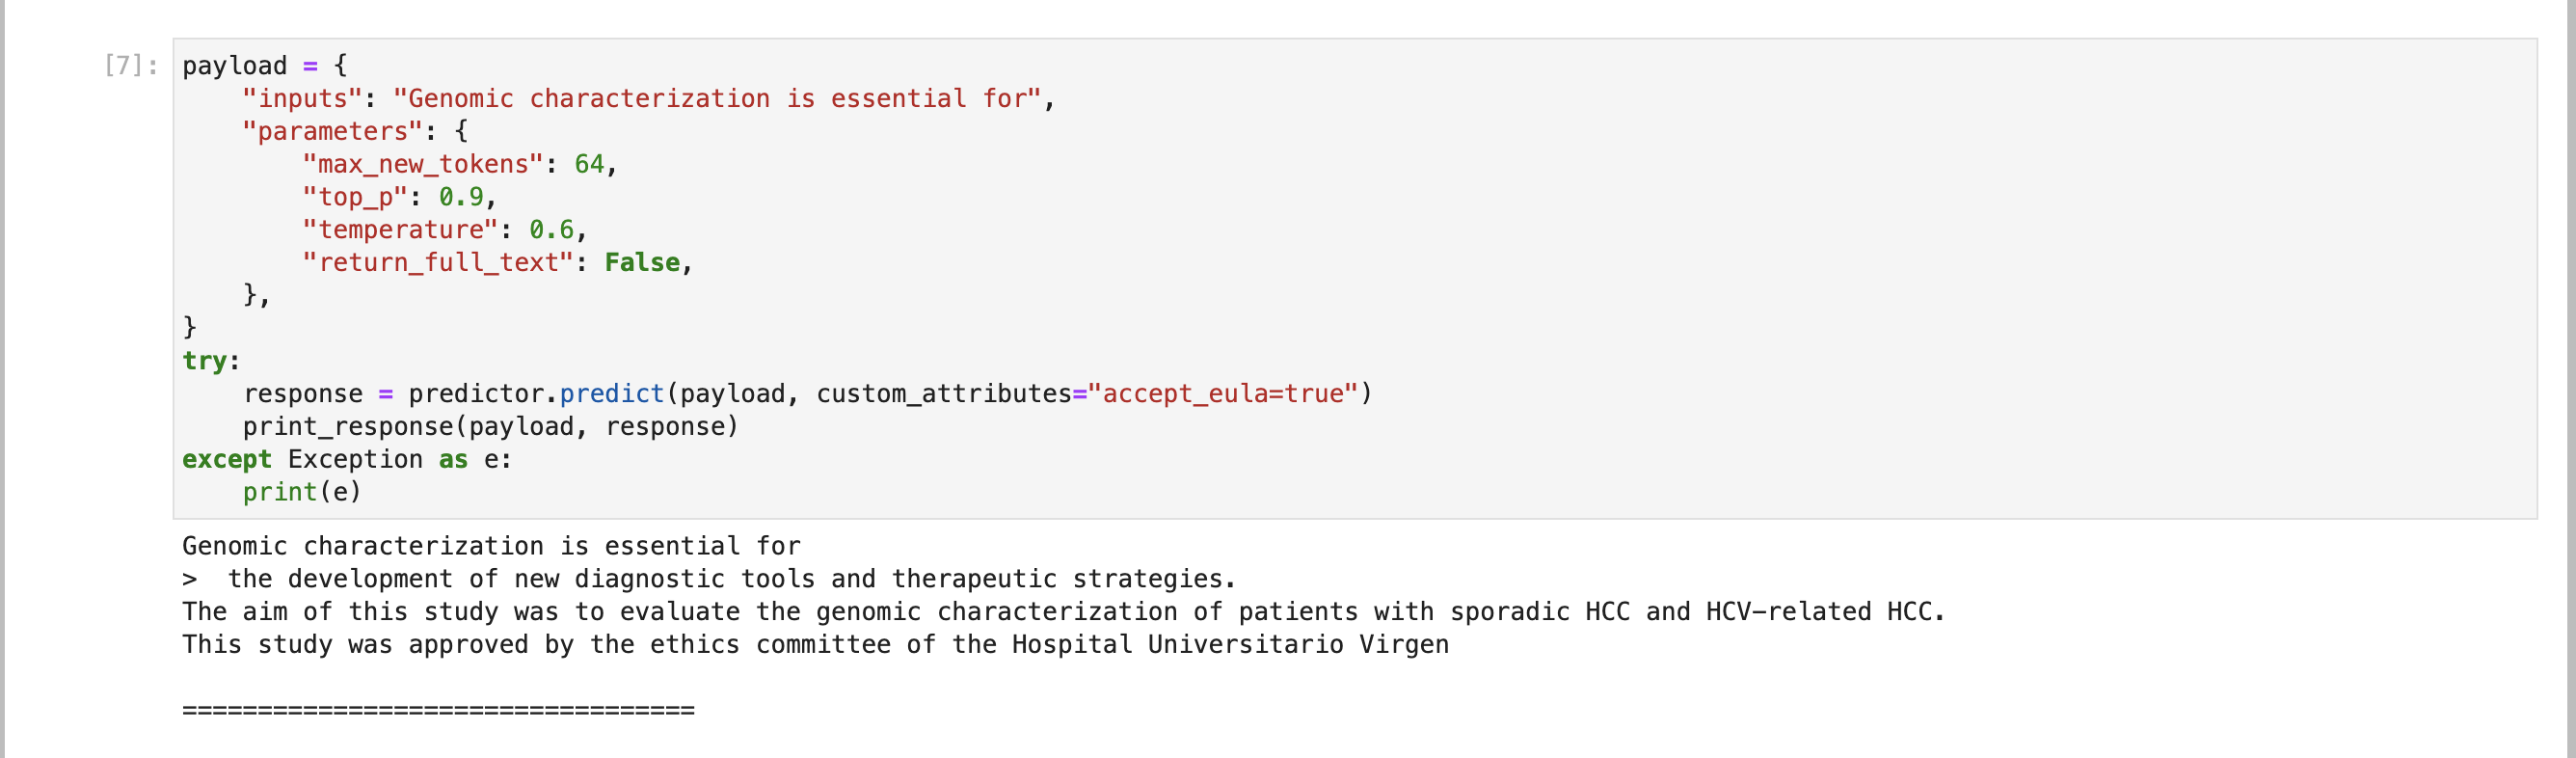 [7]:
payload = {
    "inputs": "Genomic characterization is essential for",
    "parameters": {
        "max_new_tokens": 64,
        "top_p": 0.9,
        "temperature": 0.6,
        "return_full_text": False,
    },
}
try:
    response = predictor.predict(payload, custom_attributes="accept_eula=true")
    print_response(payload, response)
except Exception as e:
    print(e)
Genomic characterization is essential for
>  the development of new diagnostic tools and therapeutic strategies.
The aim of this study was to evaluate the genomic characterization of patients with sporadic HCC and HCV-related HCC.
This study was approved by the ethics committee of the Hospital Universitario Virgen
==================================